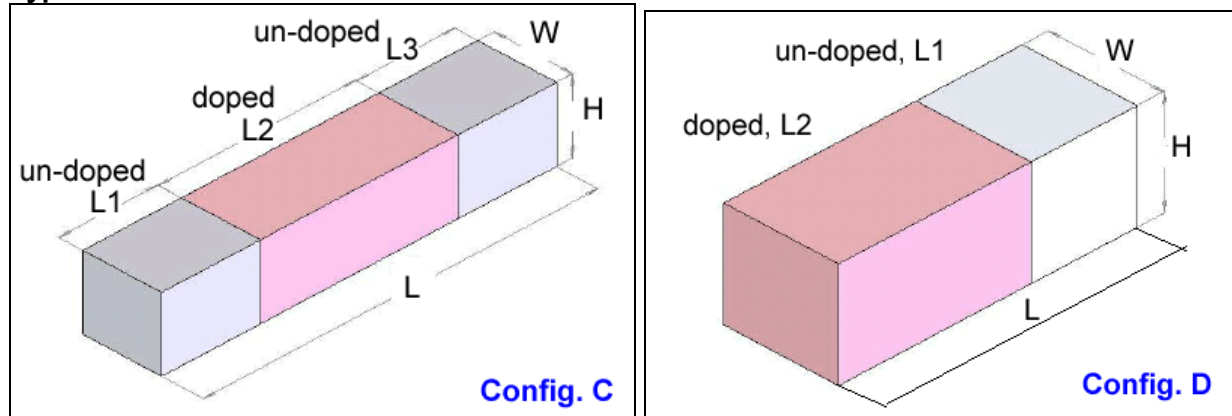 un-doped
L3
W
doped
L2
H
un-doped
L1
L
Config. C
un-doped, L1
W
doped, L2
H
L
Config. D